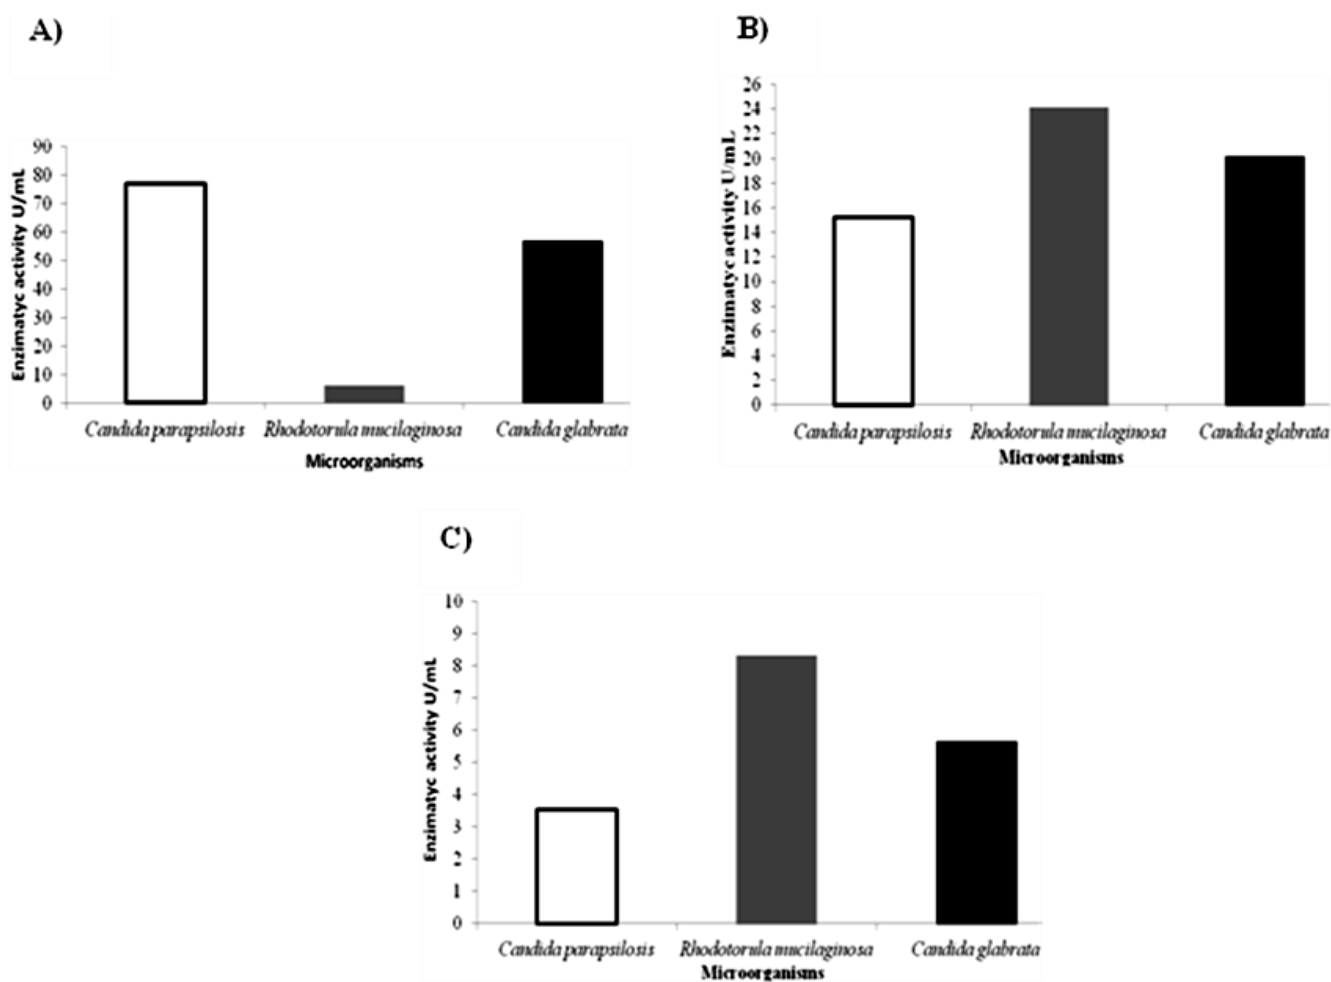 A)
Enzimatyc activity U/mL
90
80
70
60
50
40
30
20
10
0
Candida parapsilosis Rhodotorula mucilaginosa Candida glabrata
Microorganisms
B)
Enzimatyc activity U/mL
26
24
22
20
18
16
14
12
10
8
6
4
2
0
Candida parapsilosis Rhodotorula mucilaginosa Candida glabrata
Microorganisms
C)
Enzimatyc activity U/mL
10
9
8
7
6
5
4
3
2
1
0
Candida parapsilosis Rhodotorula mucilaginosa Candida glabrata
Microorganisms